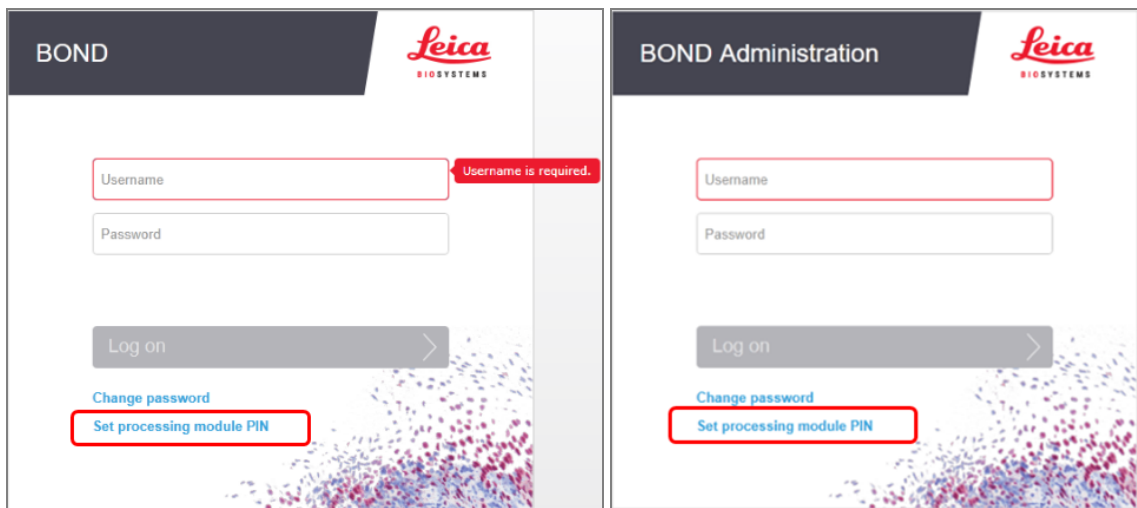 BOND
Leica
BIOSYSTEMS
Username
Username is required.
Password
Log on
Change password
Set processing module PIN
BOND Administration
Leica
BIOSYSTEMS
Username
Password
Log on
Change password
Set processing module PIN